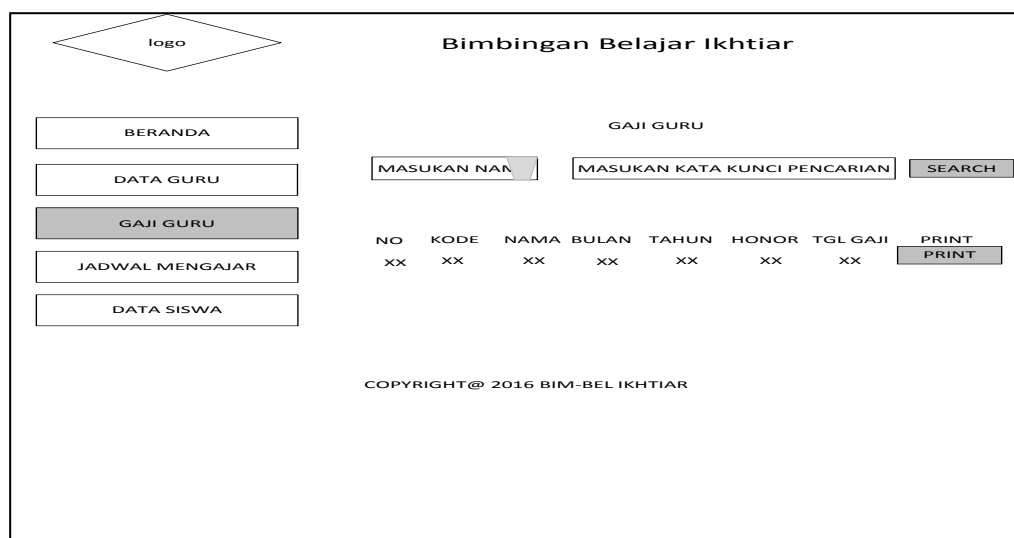 logo
Bimbingan Belajar Ikhtiar
BERANDA
DATA GURU
GAJI GURU
JADWAL MENGAJAR
DATA SISWA
GAJI GURU
MASUKAN NAM
MASUKAN KATA KUNCI PENCARIAN
SEARCH
NO KODE NAMA BULAN TAHUN HONOR TGL GAJI PRINT
xx xx xx xx xx xx xx PRINT
COPYRIGHT@ 2016 BIM-BEL IKHTIAR